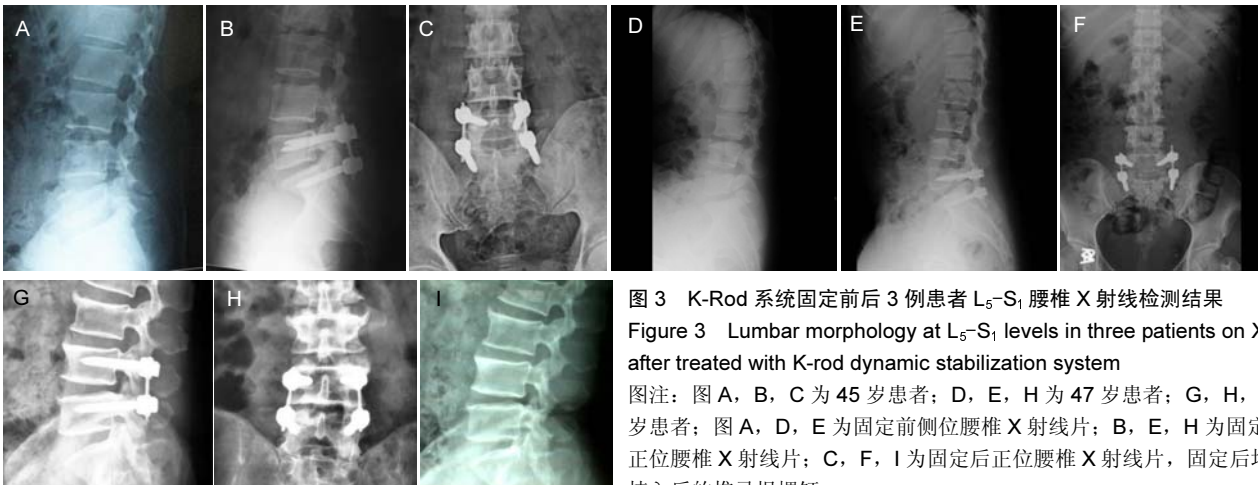 A
B
C
D
E
F
G
H
I
图 3 K-Rod 系统固定前后 3 例患者 L₅-S₁ 腰椎 X 射线检测结果
Figure 3 Lumbar morphology at L₅-S₁ levels in three patients on X
after treated with K-rod dynamic stabilization system
图注：图 A，B，C 为 45 岁患者；D，E，H 为 47 岁患者；G，H，
岁患者；图 A，D，E 为固定前侧位腰椎 X 射线片；B，E，H 为固定
正位腰椎 X 射线片；C，F，I 为固定后正位腰椎 X 射线片，固定后